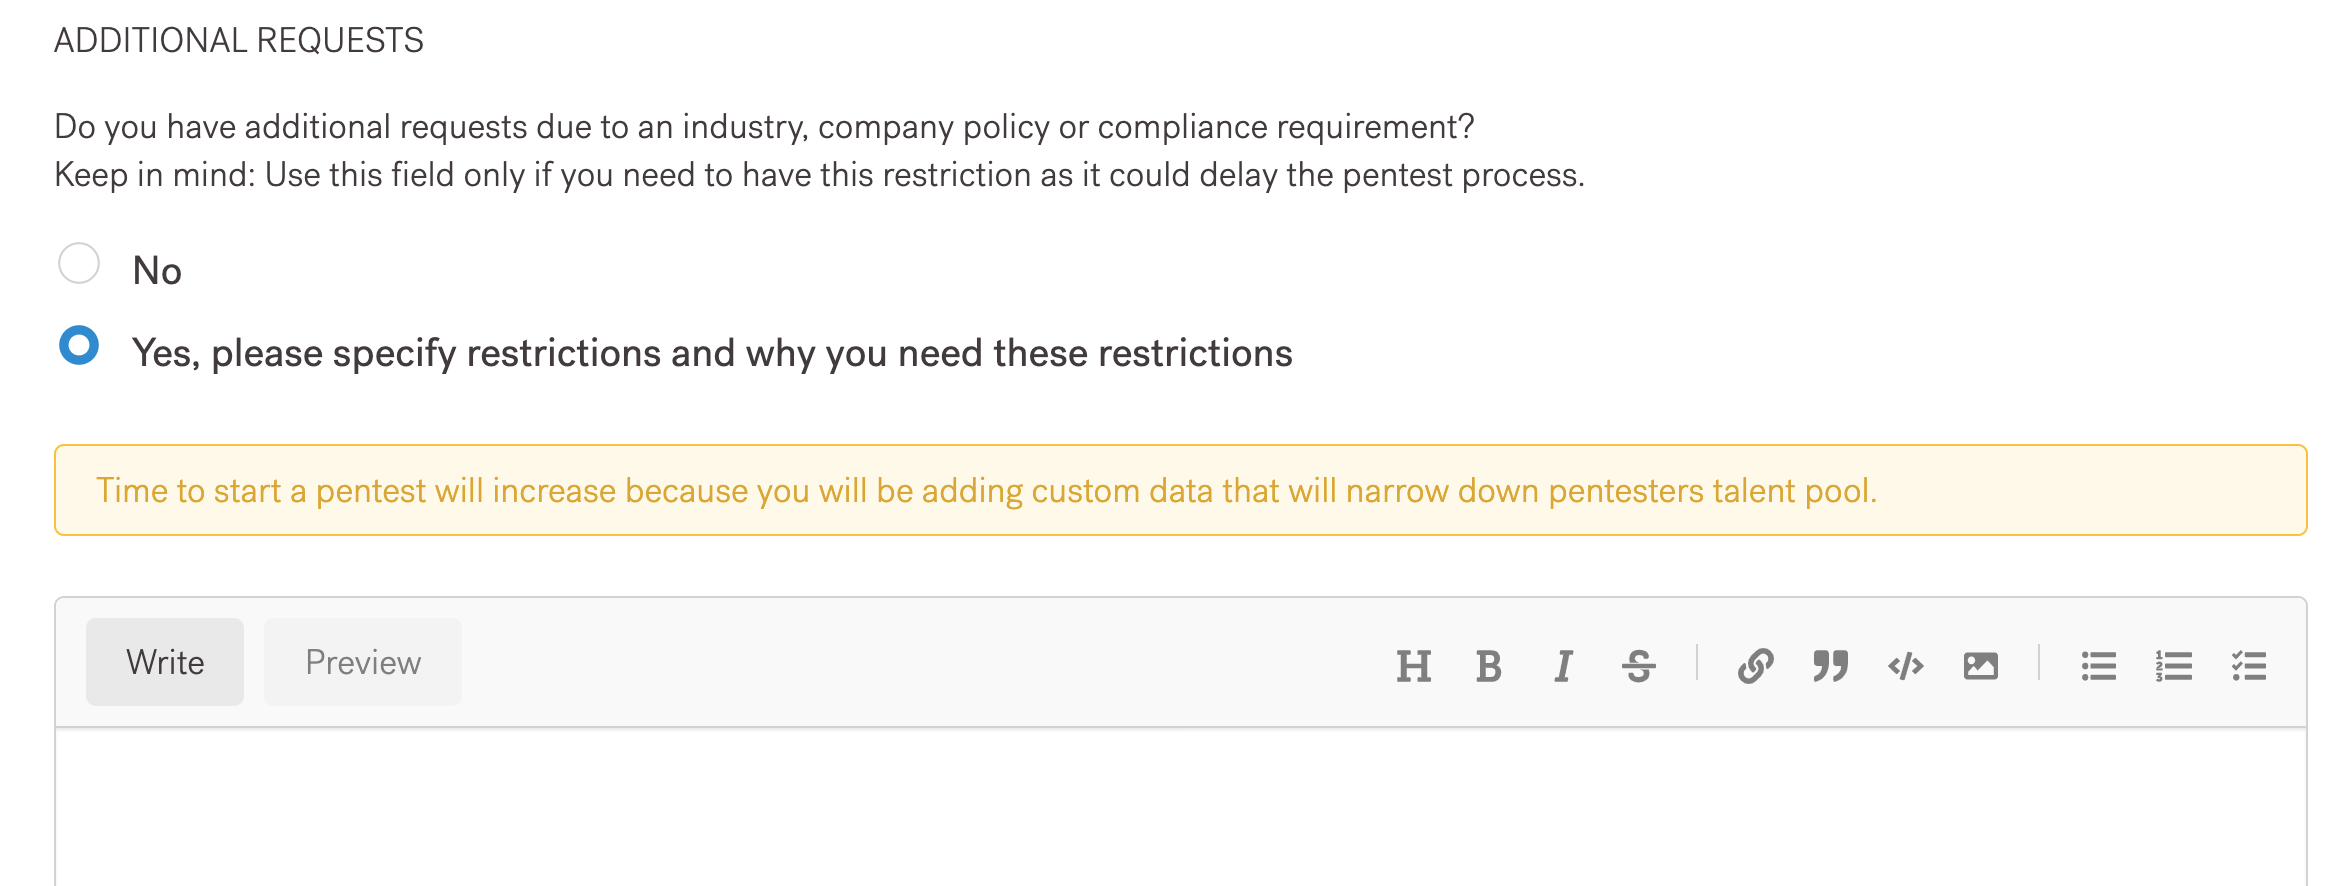 ADDITIONAL REQUESTS
Do you have additional requests due to an industry, company policy or compliance requirement?
Keep in mind: Use this field only if you need to have this restriction as it could delay the pentest process.
No
Yes, please specify restrictions and why you need these restrictions
Time to start a pentest will increase because you will be adding custom data that will narrow down pentesters talent pool.
Write Preview H B I S